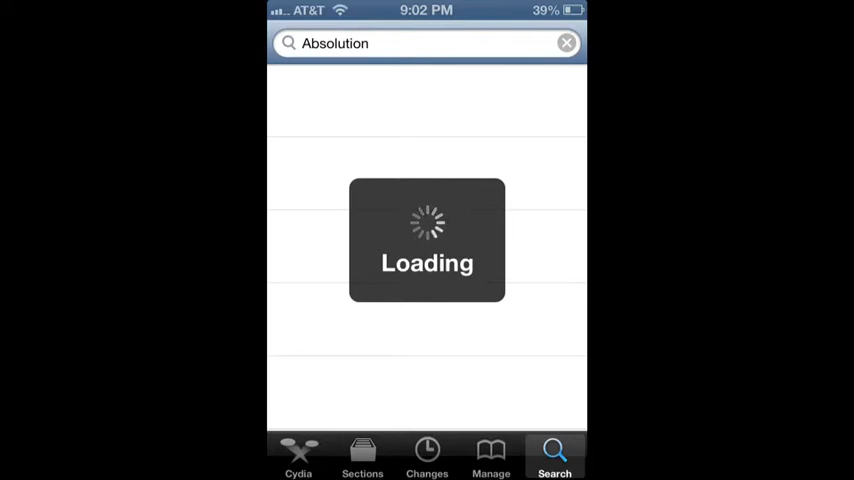 AT&T 9:02 PM 39%
Absolution
Loading
Cydia Sections Changes Manage Search